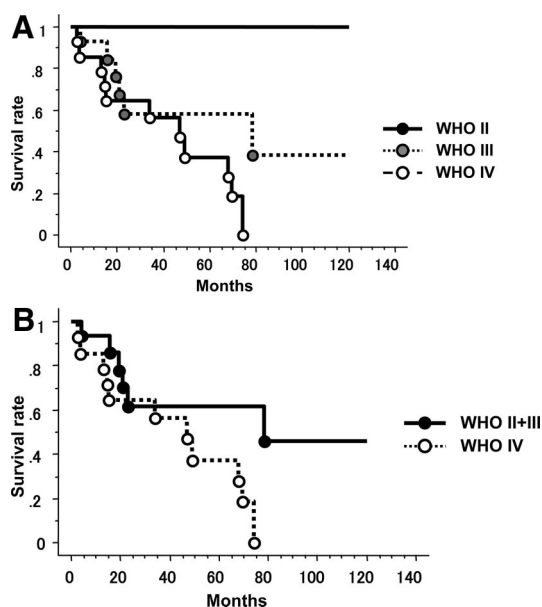 A
1
.8
.6
.4
.2
0
Survival rate
0 20 40 60 80 100 120 140
Months
WHO II
WHO III
WHO IV
B
1
.8
.6
.4
.2
0
Survival rate
0 20 40 60 80 100 120 140
Months
WHO II+III
WHO IV